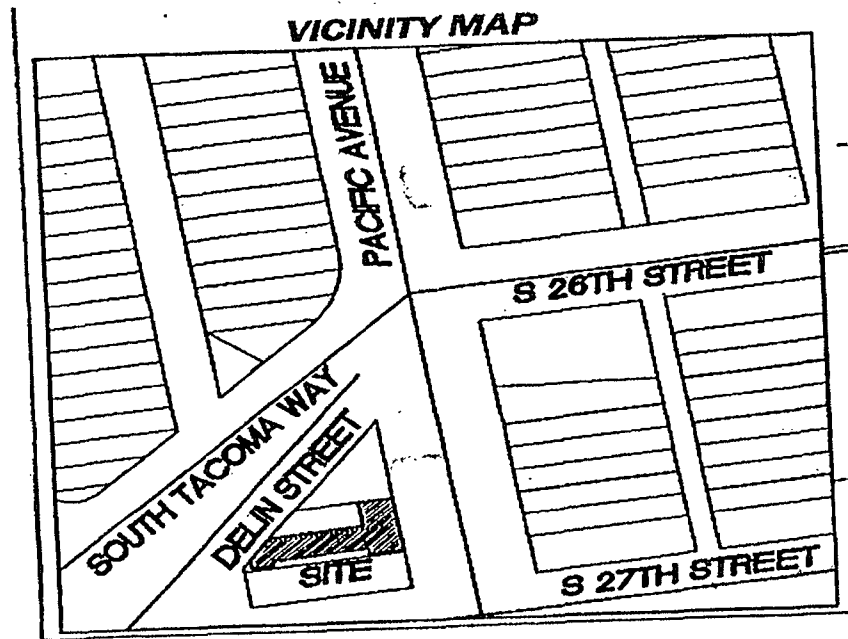 VICINITY MAP
PACIFIC AVENUE
S 26TH STREET
SOUTH TACOMA WAY
DELIN STREET
SITE
S 27TH STREET